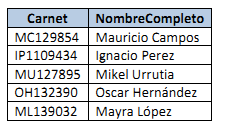 Carnet NombreCompleto
MC129854 Mauricio Campos
IP1109434 Ignacio Perez
MU127895 Mikel Urrutia
OH132390 Oscar Hernández
ML139032 Mayra López